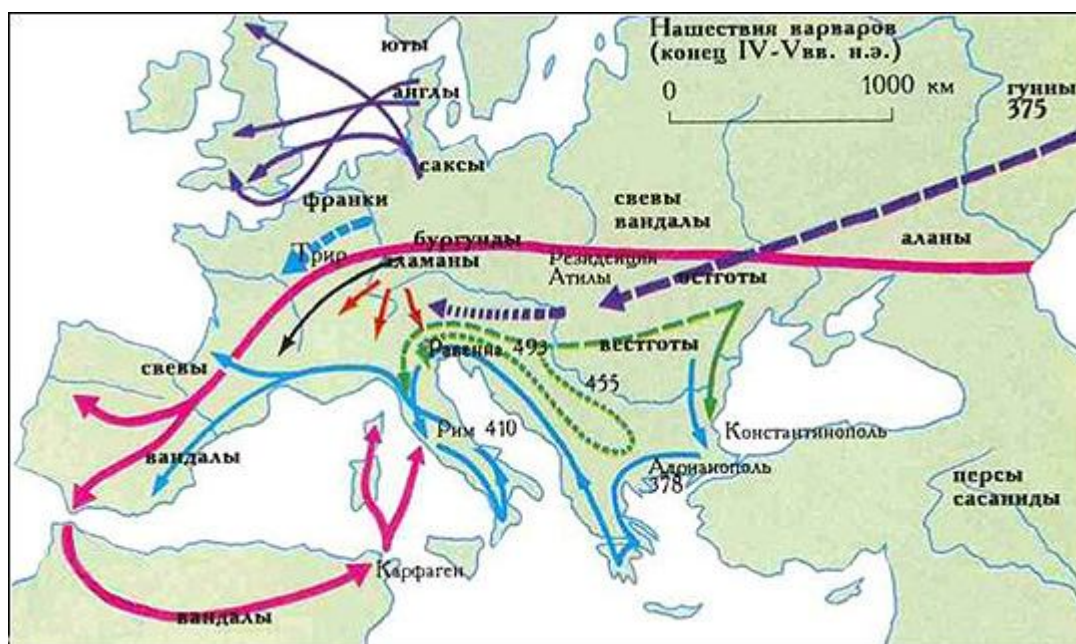 Нашествия варваров
(конец IV-Vвв. н.э.)
0 1000 км
гунны
375
юты
англы
саксы
франки
Трир
бургунды
аламаны
свевы
вандалы
аланы
Резиденция
Атилы
остготы
вестготы
Равенна 493
455
свевы
Рим 410
Константинополь
Адрианополь
378
вандалы
персы
сасаниды
Карфаген
вандалы